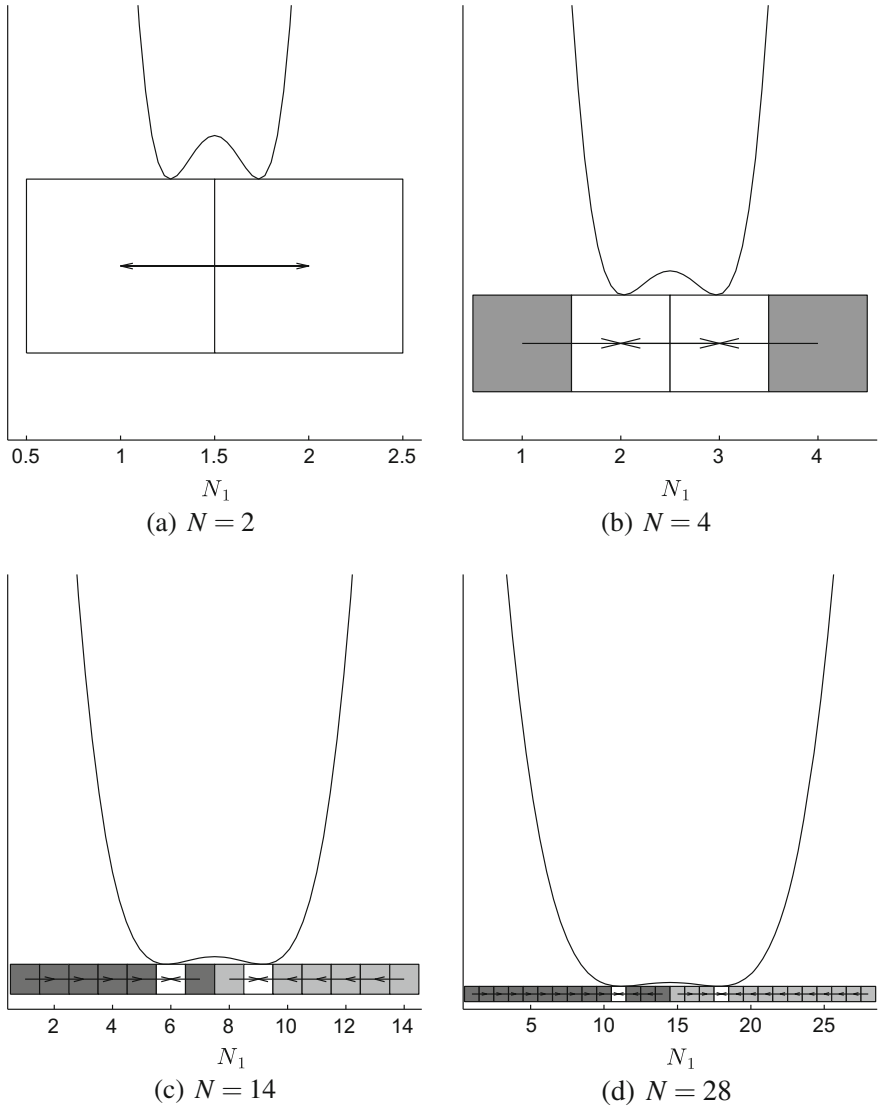 0.5 1 1.5 2 2.5
N₁
(a) N = 2
1 2 3 4
N₁
(b) N = 4
2 4 6 8 10 12 14
N₁
(c) N = 14
5 10 15 20 25
N₁
(d) N = 28